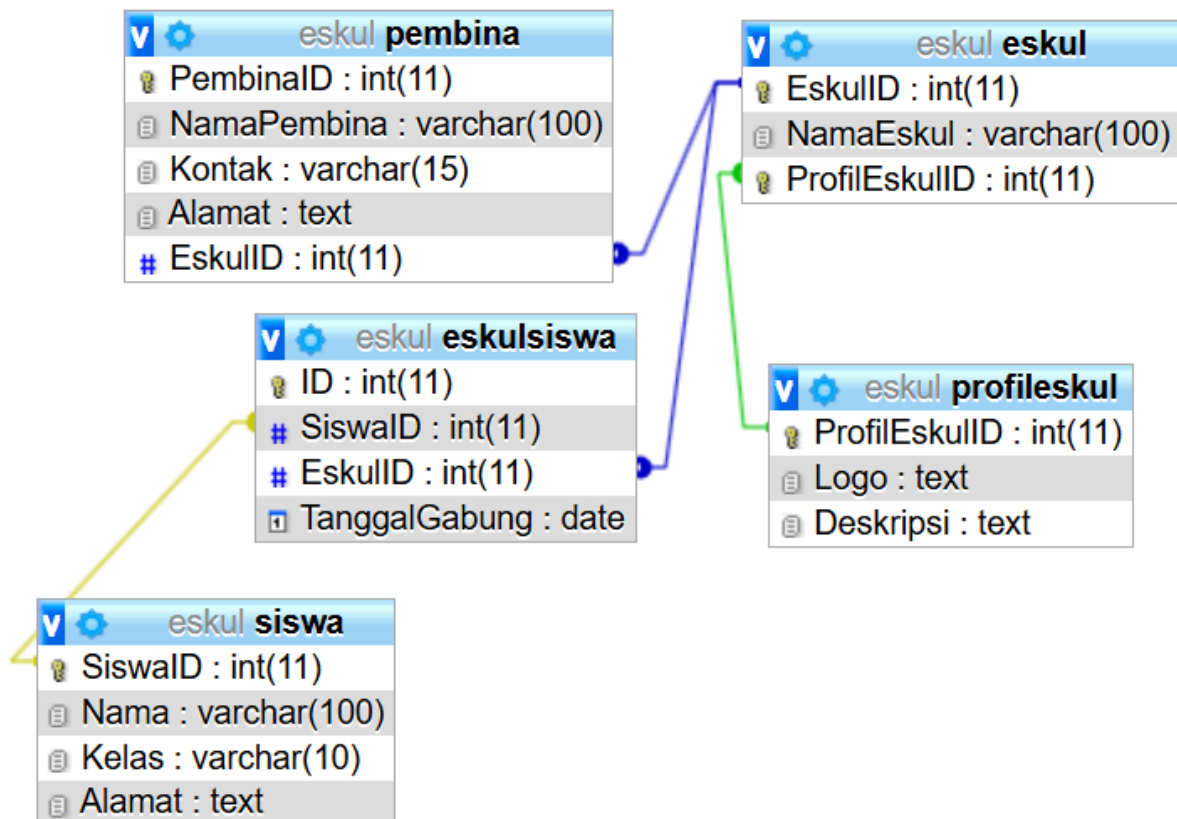 eskul pembina
PembinaID : int(11)
NamaPembina : varchar(100)
Kontak : varchar(15)
Alamat : text
EskulID : int(11)
eskul eskul
EskulID : int(11)
NamaEskul : varchar(100)
ProfilEskulID : int(11)
eskul eskulsiswa
ID : int(11)
SiswaID : int(11)
EskulID : int(11)
TanggalGabung : date
eskul profileskul
ProfilEskulID : int(11)
Logo : text
Deskripsi : text
eskul siswa
SiswaID : int(11)
Nama : varchar(100)
Kelas : varchar(10)
Alamat : text